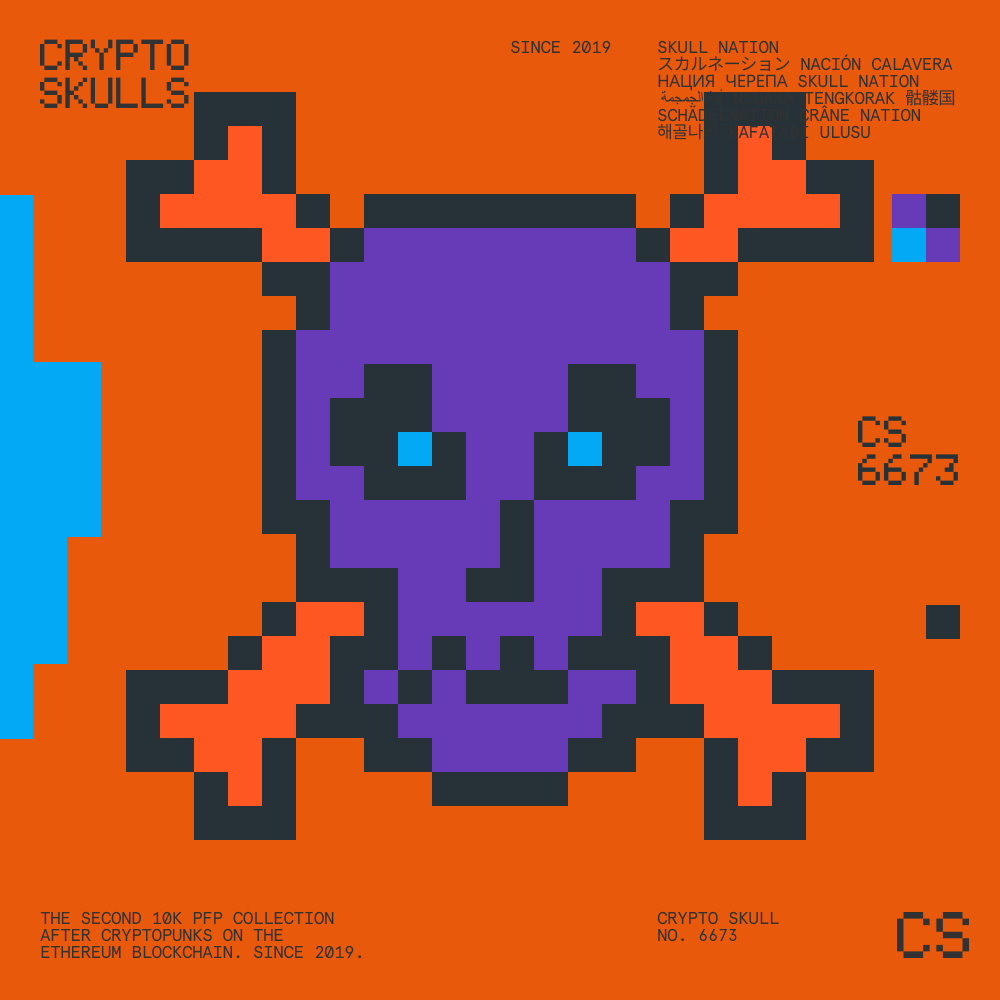 CRYPTO
SKULLS
SINCE 2019
SKULL NATION
スカルネーション NACIÓN CALAVERA
НАЦИЯ ЧЕРЕПА SKULL NATION
الجمجمة TENGKORAK 骷髅国
CRÂNE NATION
ULUSU
CS
6673
THE SECOND 10K PFP COLLECTION
AFTER CRYPTOPUNKS ON THE
ETHEREUM BLOCKCHAIN. SINCE 2019.
CRYPTO SKULL
NO. 6673
CS